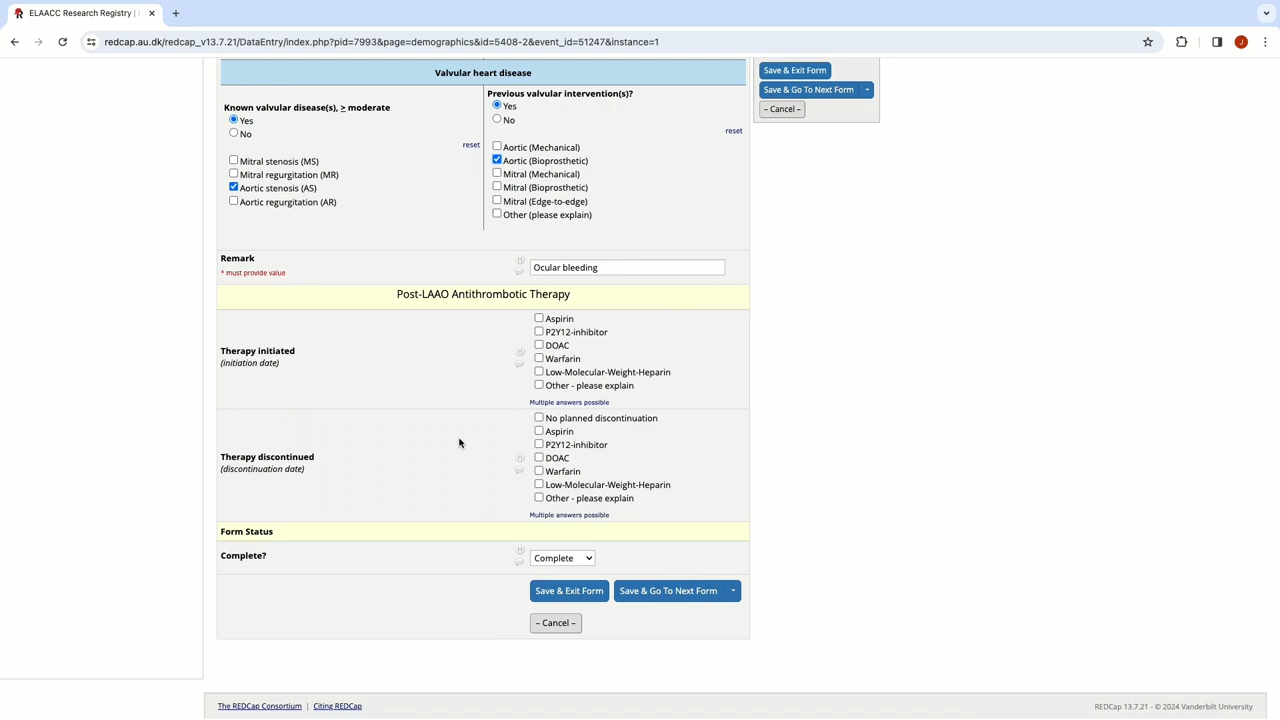 ELAACC Research Registry |
redcap.au.dk/redcap_v13.7.21/DataEntry/index.php?pid=7993&page=demographics&id=5408-2&event_id=51247&instance=1
J
Save & Exit Form
Save & Go To Next Form
– Cancel –
Valvular heart disease
Known valvular disease(s), ≥ moderate
Yes
No
reset
Mitral stenosis (MS)
Mitral regurgitation (MR)
Aortic stenosis (AS)
Aortic regurgitation (AR)
Previous valvular intervention(s)?
Yes
No
reset
Aortic (Mechanical)
Aortic (Bioprosthetic)
Mitral (Mechanical)
Mitral (Bioprosthetic)
Mitral (Edge-to-edge)
Other (please explain)
Remark
* must provide value
Ocular bleeding
Post-LAAO Antithrombotic Therapy
Therapy initiated
(initiation date)
Aspirin
P2Y12-inhibitor
DOAC
Warfarin
Low-Molecular-Weight-Heparin
Other - please explain
Multiple answers possible
Therapy discontinued
(discontinuation date)
No planned discontinuation
Aspirin
P2Y12-inhibitor
DOAC
Warfarin
Low-Molecular-Weight-Heparin
Other - please explain
Multiple answers possible
Form Status
Complete?
Complete
Save & Exit Form
Save & Go To Next Form
– Cancel –
The REDCap Consortium | Citing REDCap
REDCap 13.7.21 - © 2024 Vanderbilt University